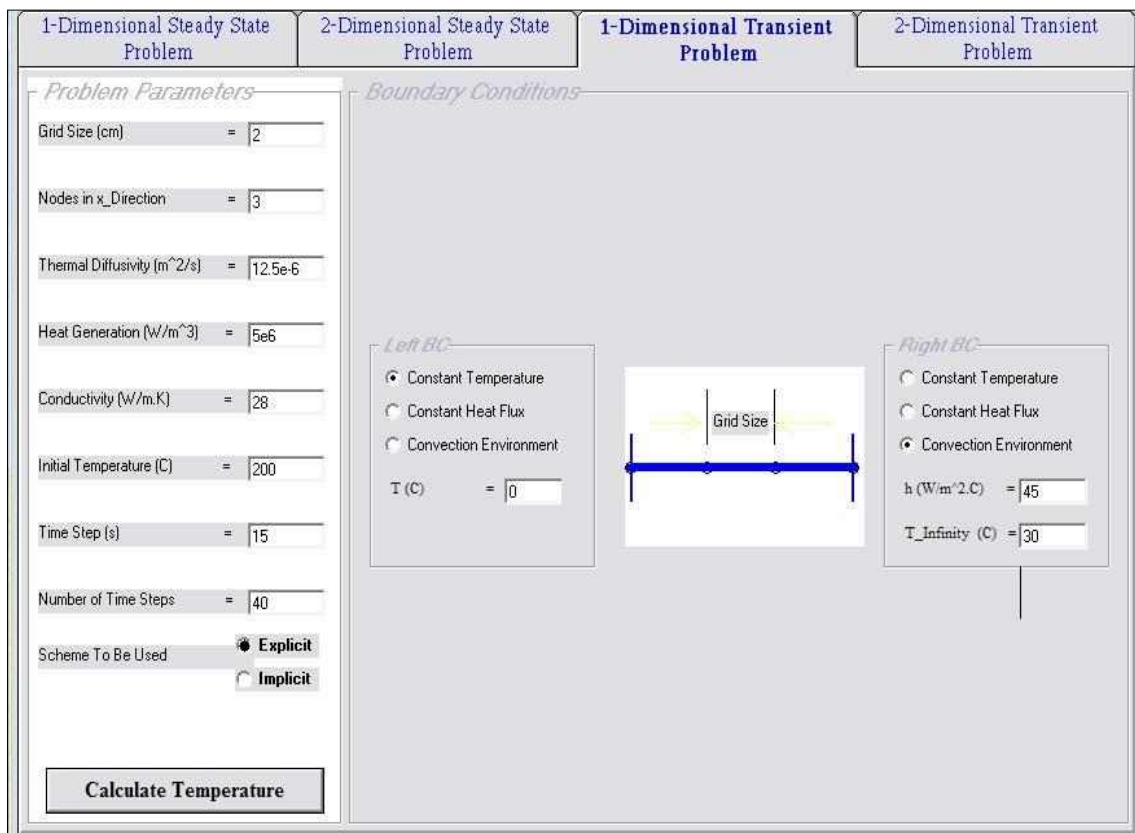 1-Dimensional Steady State
Problem
2-Dimensional Steady State
Problem
1-Dimensional Transient
Problem
2-Dimensional Transient
Problem
Problem Parameters
Grid Size (cm) = 2
Nodes in x_Direction = 3
Thermal Diffusivity (m^2/s) = 12.5e-6
Heat Generation (W/m^3) = 5e6
Conductivity (W/m.K) = 28
Initial Temperature (C) = 200
Time Step (s) = 15
Number of Time Steps = 40
Scheme To Be Used
Explicit
Implicit
Calculate Temperature
Boundary Conditions
Left BC
Constant Temperature
Constant Heat Flux
Convection Environment
T (C) = 0
Grid Size
Right BC
Constant Temperature
Constant Heat Flux
Convection Environment
h (W/m^2.C) = 45
T_Infinity (C) = 30